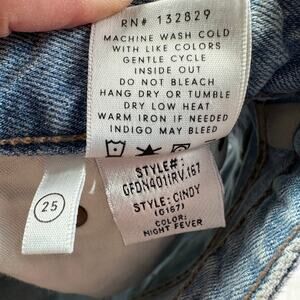 RN# 132829
MACHINE WASH COLD
WITH LIKE COLORS
GENTLE CYCLE
INSIDE OUT
DO NOT BLEACH
HANG DRY OR TUMBLE
DRY LOW HEAT
WARM IRON IF NEEDED
INDIGO MAY BLEED
STYLE#:
GFDN4011RV.167
STYLE: CINDY
(0167)
COLOR:
NIGHT FEVER
25